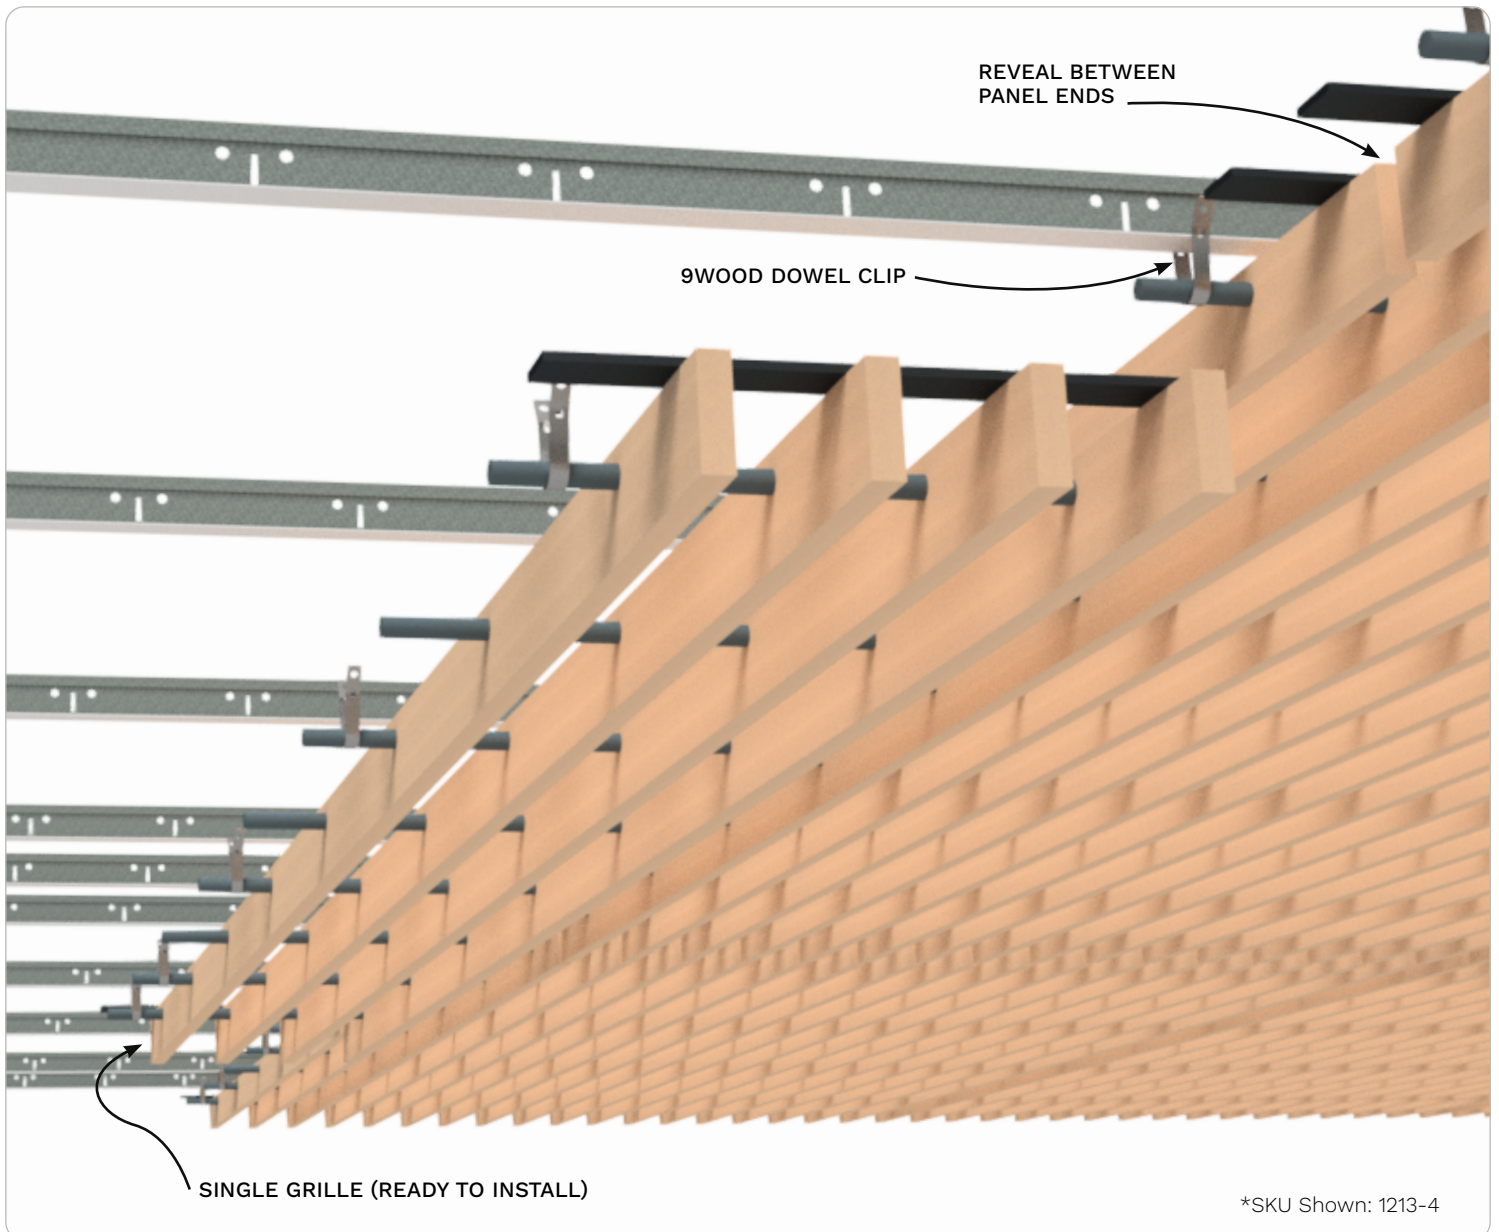 REVEAL BETWEEN
PANEL ENDS
9WOOD DOWEL CLIP
SINGLE GRILLE (READY TO INSTALL)
*SKU Shown: 1213-4